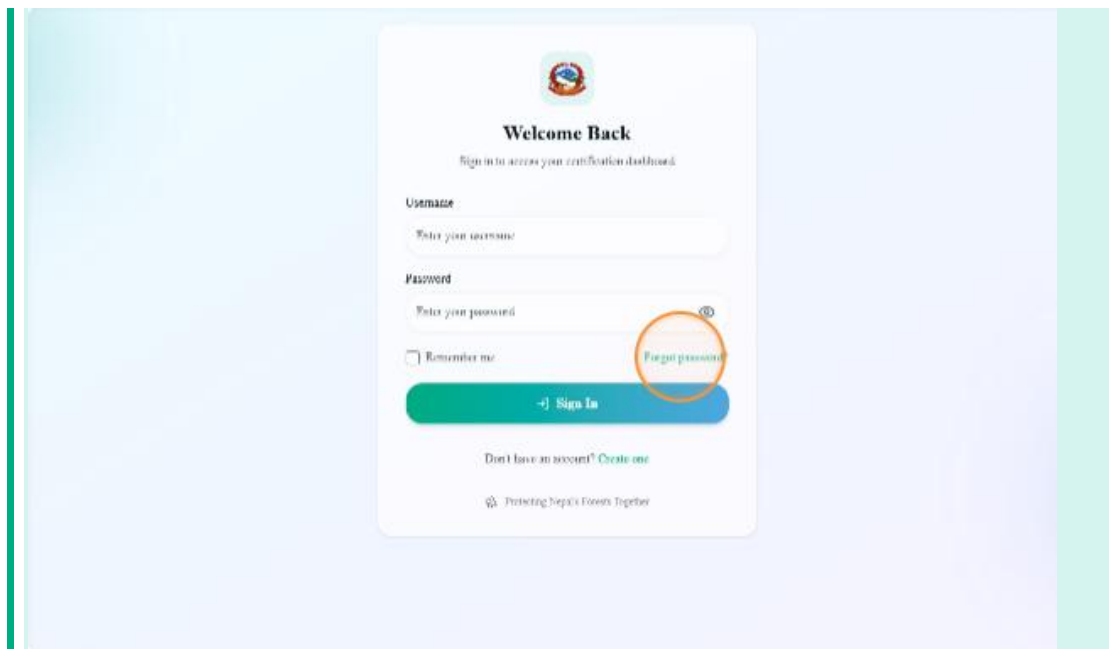 Welcome Back
Sign in to access your certification dashboard
Username
Enter your username
Password
Enter your password
Remember me
Forgot password?
Sign In
Don't have an account? Create one
Protecting Nepal's Forests Together